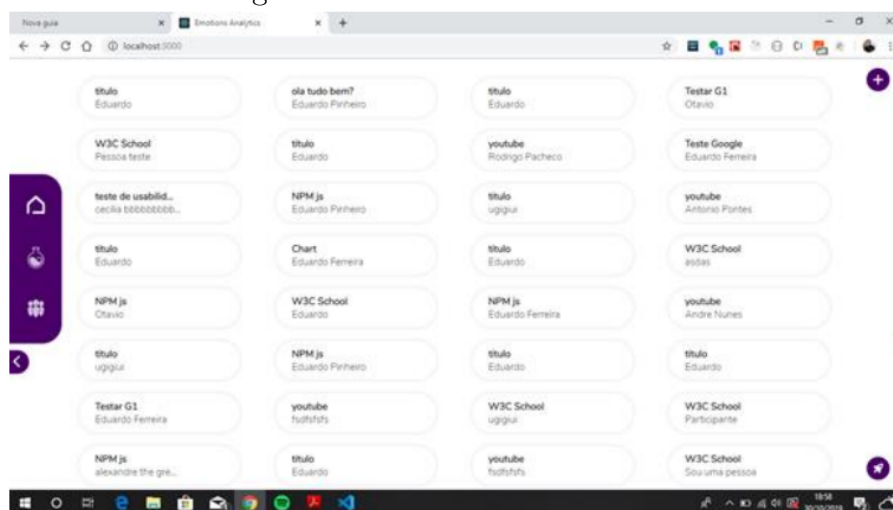 Nova guia
Emotions Analytics
localhost:3000
titulo
Eduardo
ola tudo bem?
Eduardo Pinheiro
titulo
Eduardo
Testar G1
Otavio
W3C School
Pessoa teste
titulo
Eduardo
youtube
Rodrigo Pacheco
Teste Google
Eduardo Ferreira
teste de usabilid...
cecilia bbbbbbbbb...
NPM js
Eduardo Pinheiro
titulo
ugigiui
youtube
Antonio Pontes
titulo
Eduardo
Chart
Eduardo Ferreira
titulo
Eduardo
W3C School
asdas
NPM js
Otavio
W3C School
Eduardo
NPM js
Eduardo Ferreira
youtube
Andre Nunes
titulo
ugigiui
NPM js
Eduardo Pinheiro
titulo
Eduardo
titulo
Eduardo
Testar G1
Eduardo Ferreira
youtube
fsdfsfsfs
W3C School
ugigiui
W3C School
Participante
NPM js
alexandre the gre...
titulo
Eduardo
youtube
fsdfsfsfs
W3C School
Sou uma pessoa
18:58
30/10/2019